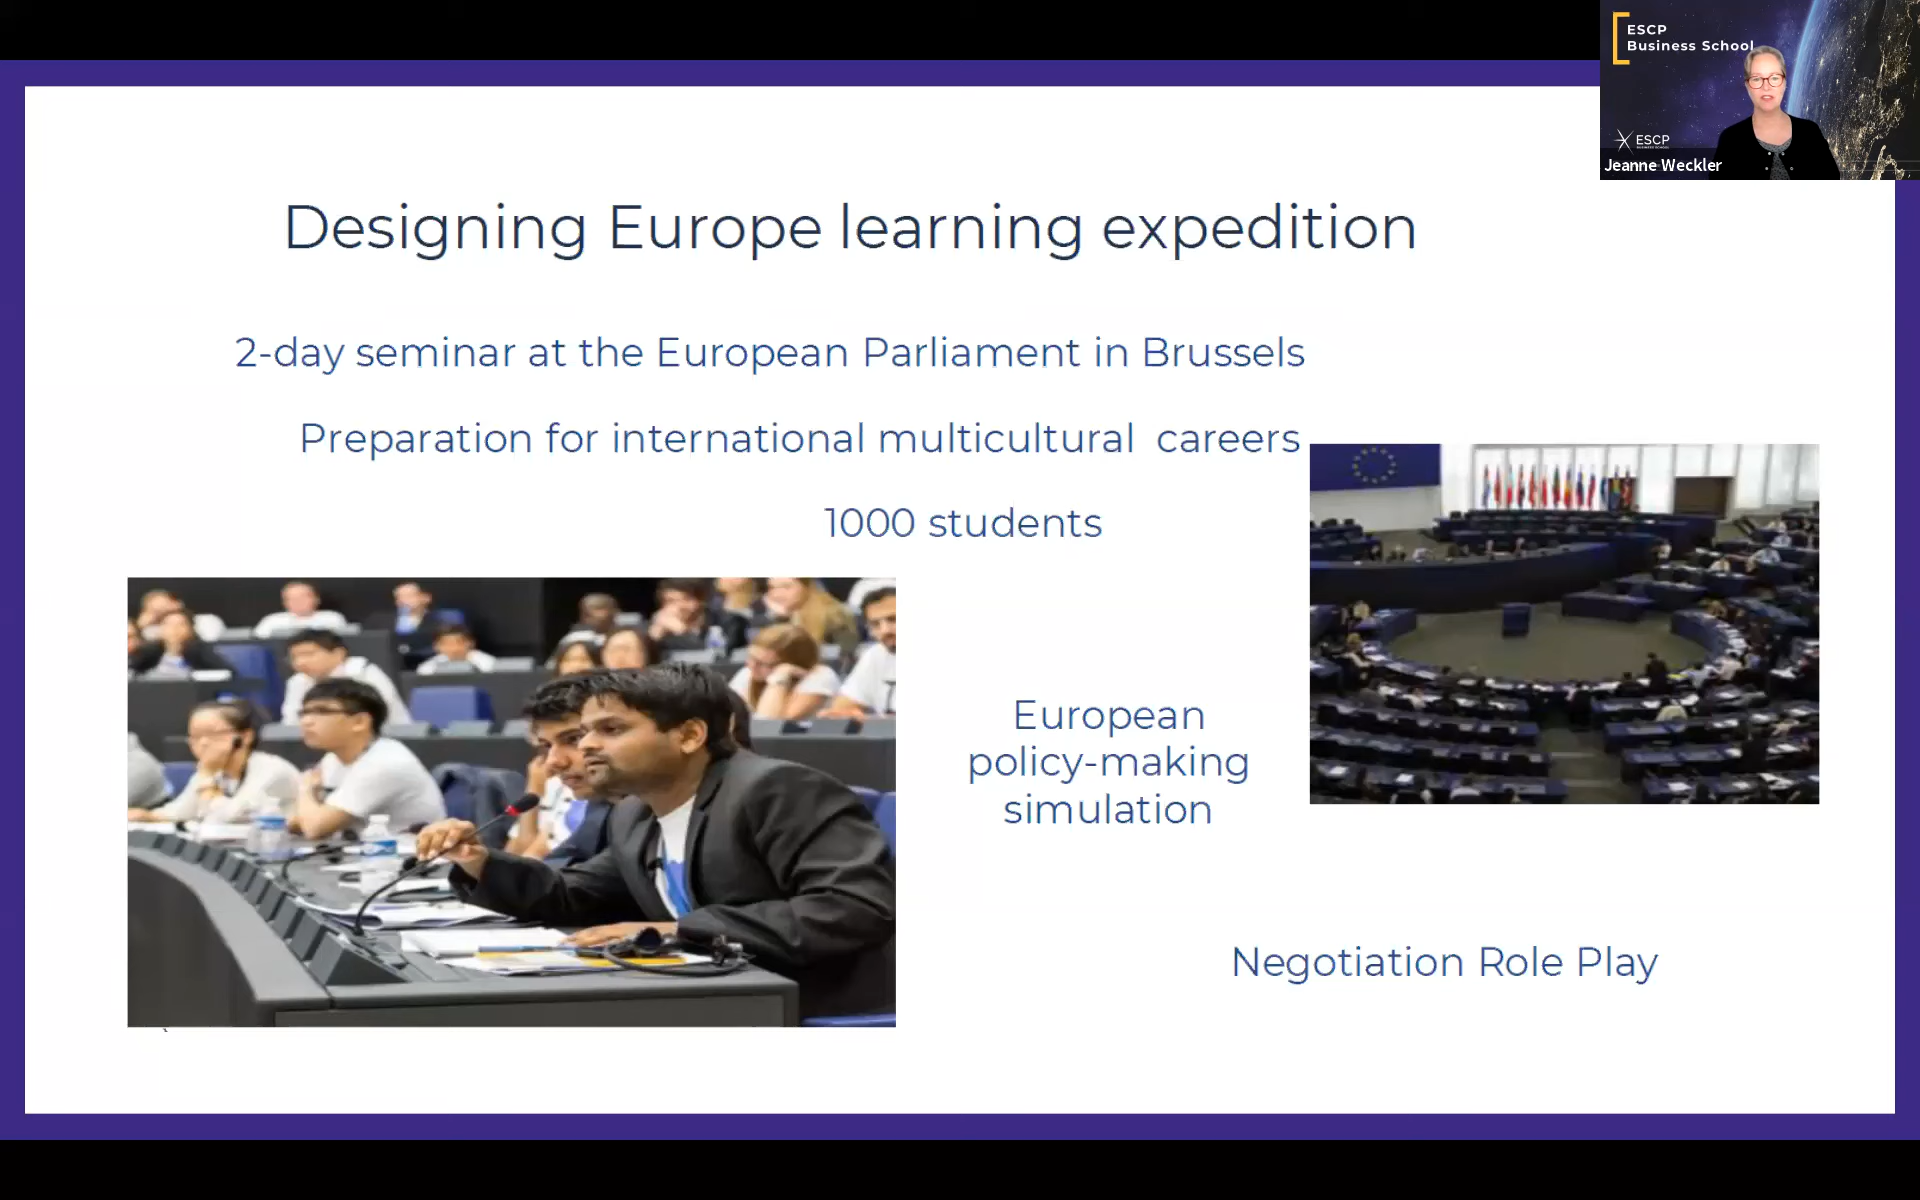 ESCP
Business School
ESCP
Jeanne Weckler
Designing Europe learning expedition
2-day seminar at the European Parliament in Brussels
Preparation for international multicultural careers
1000 students
European
policy-making
simulation
Negotiation Role Play